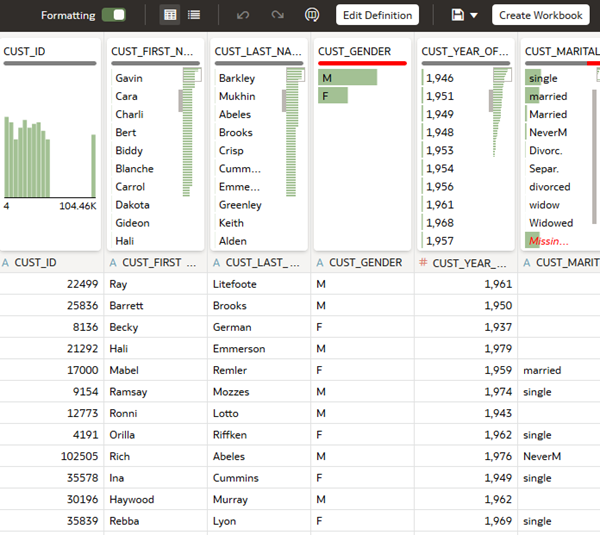 Formatting Edit Definition Create Workbook
CUST_ID CUST_FIRST_N... CUST_LAST_NA... CUST_GENDER CUST_YEAR_OF... CUST_MARITAL
Gavin Barkley M 1,946 single
Cara Mukhin F 1,951 married
Charli Abeles 1,949 Married
Bert Brooks 1,948 NeverM
Biddy Crisp 1,953 Divorc.
Blanche Cumm... 1,954 Separ.
Carrol Emme... 1,956 divorced
4 104.46K Dakota Greenley 1,961 widow
Gideon Keith 1,968 Widowed
Hali Alden 1,957 Missin...
A CUST_ID A CUST_FIRST ... A CUST_LAST_ ... A CUST_GENDER # CUST_YEAR_... A CUST_MARIT
22499 Ray Litefoote M 1,961
25836 Barrett Brooks M 1,950
8136 Becky German F 1,937
21292 Hali Emmerson M 1,979
17000 Mabel Remler F 1,959 married
9154 Ramsay Mozzes M 1,974 single
12773 Ronni Lotto M 1,943
4191 Orilla Riffken F 1,962 single
102505 Rich Abeles M 1,976 NeverM
35578 Ina Cummins F 1,949 single
30196 Haywood Murray M 1,962
35839 Rebba Lyon F 1,969 single